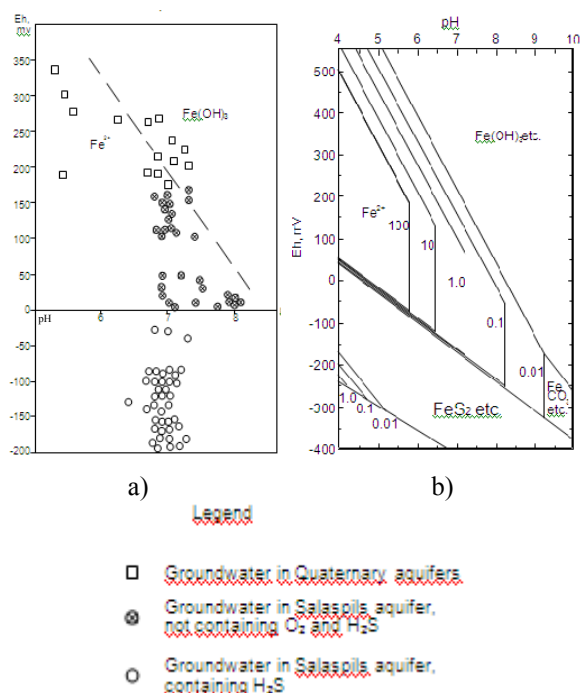 Eh,
mv
350
300
250
200
150
100
50
0
-50
-100
-150
-200
Fe(OH)3
Fe2+
pH
6
7
8
a)
pH
4
5
6
7
8
9
10
500
400
300
200
100
0
-100
-200
-300
-400
Eh, mV
Fe(OH)3etc.
Fe2+
100
10
1.0
0.1
0.01
Fe
CO3
etc.
FeS2 etc.
1.0
0.1
0.01
b)
Legend
Groundwater in Quaternary aquifers
Groundwater in Salaspils aquifer,
not containing O2 and H2S
Groundwater in Salaspils aquifer,
containing H2S